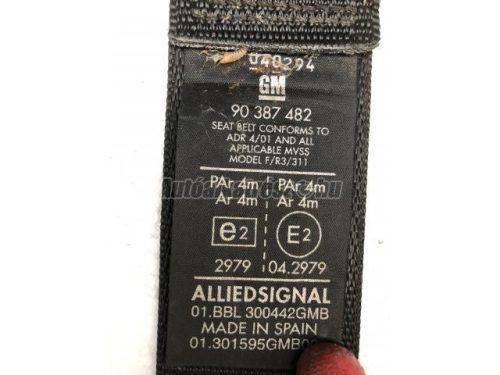 040294
GM
90 387 482
SEAT BELT CONFORMS TO
ADR 4/01 AND ALL
APPLICABLE MVSS
MODEL F/R3/311
PAr 4m PAr 4m
Ar 4m Ar 4m
e2 E2
2979 04.2979
ALLIEDSIGNAL
01.BBL 300442GMB
MADE IN SPAIN